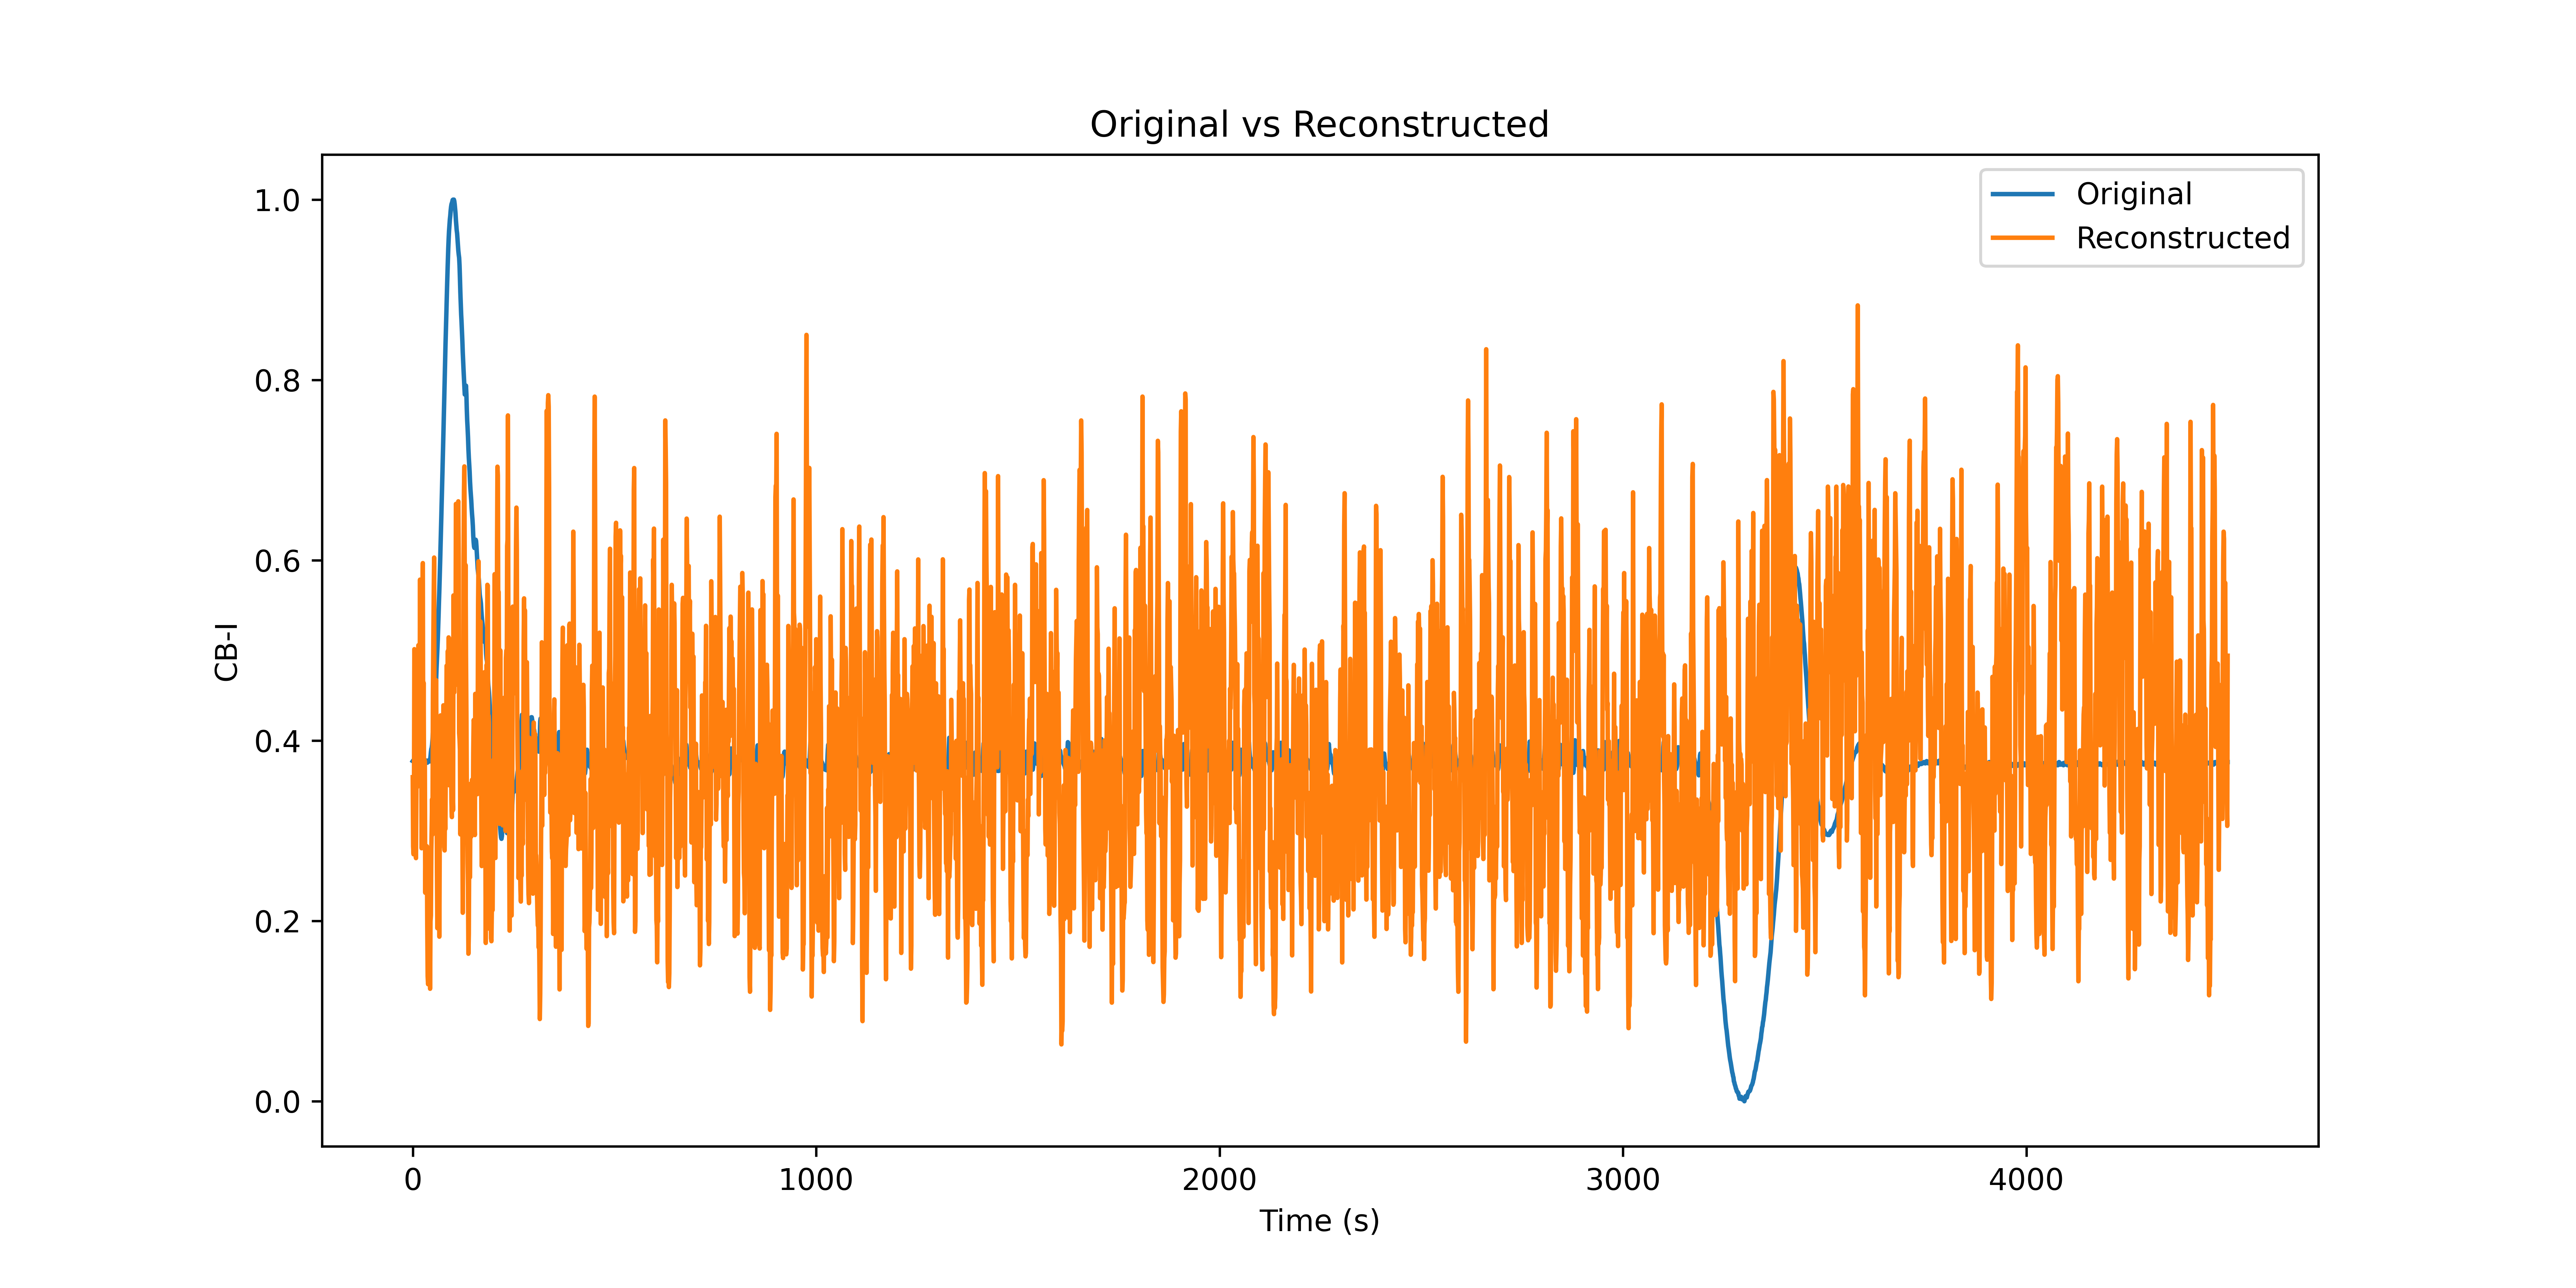 Original vs Reconstructed
Original
Reconstructed
1.0
0.8
0.6
0.4
0.2
0.0
CB-I
0 1000 2000 3000 4000
Time (s)